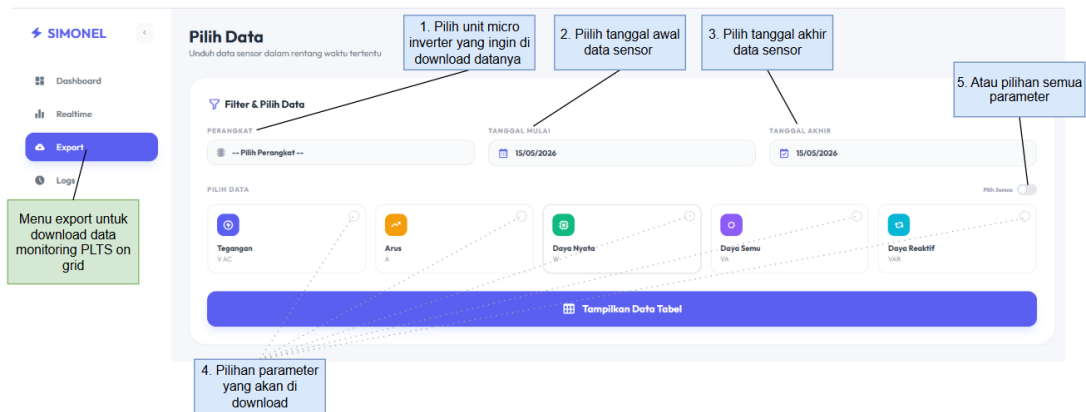 SIMONEL
Dashboard
Realtime
Export
Logs
Menu export untuk
download data
monitoring PLTS on
grid
Pilih Data
Unduh data sensor dalam rentang waktu tertentu
1. Pilih unit micro
inverter yang ingin di
download datanya
2. Piilih tanggal awal
data sensor
3. Pilih tanggal akhir
data sensor
5. Atau pilihan semua
parameter
Filter & Pilih Data
PERANGKAT
-- Pilih Perangkat --
TANGGAL MULAI
15/05/2026
TANGGAL AKHIR
15/05/2026
PILIH DATA
Pilih Semua
Tegangan
V AC
Arus
A
Daya Nyata
W
Daya Semu
VA
Daya Reaktif
VAR
Tampilkan Data Tabel
4. Pilihan parameter
yang akan di
download